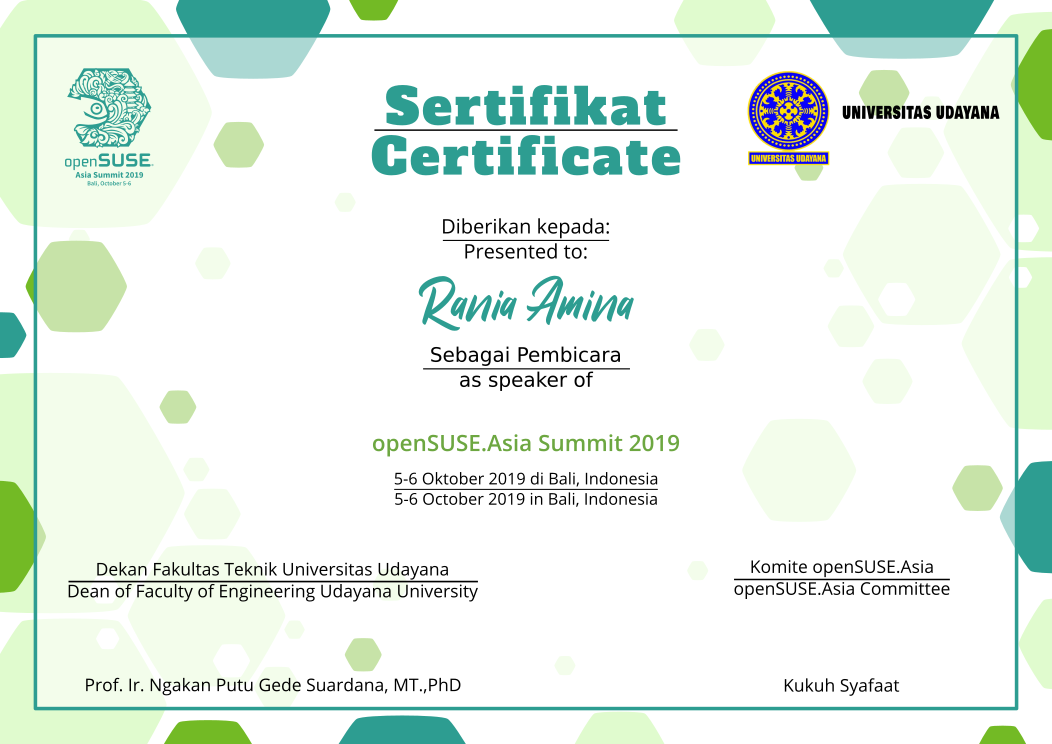 Sertifikat
Certificate
openSUSE
Asia Summit 2019
Bali, October 5-6
UNIVERSITAS UDAYANA
UNIVERSITAS UDAYANA
Diberikan kepada:
Presented to:
Rania Amina
Sebagai Pembicara
as speaker of
openSUSE.Asia Summit 2019
5-6 Oktober 2019 di Bali, Indonesia
5-6 October 2019 in Bali, Indonesia
Dekan Fakultas Teknik Universitas Udayana
Dean of Faculty of Engineering Udayana University
Komite openSUSE.Asia
openSUSE.Asia Committee
Prof. Ir. Ngakan Putu Gede Suardana, MT.,PhD
Kukuh Syafaat